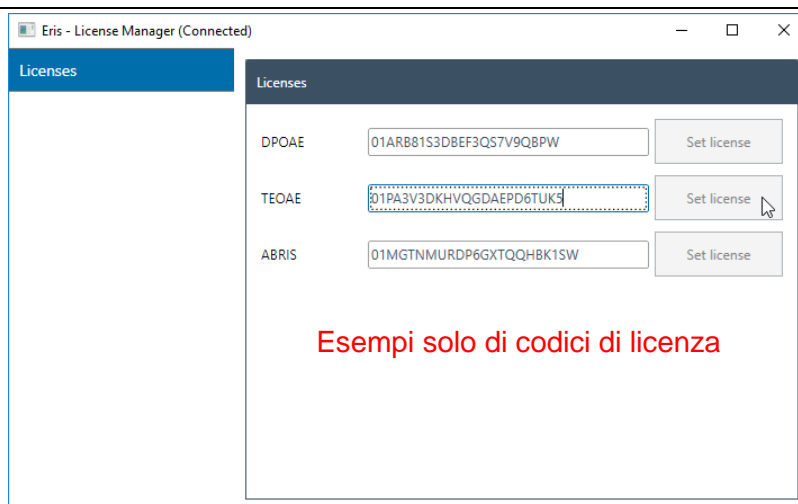 Eris - License Manager (Connected)
Licenses
Licenses
DPOAE 01ARB81S3DBEF3QS7V9QBPW Set license
TEOAE 01PA3V3DKHVQGDAEPD6TUK5 Set license
ABRIS 01MGTNMURDP6GXTQQHBK1SW Set license
Esempi solo di codici di licenza